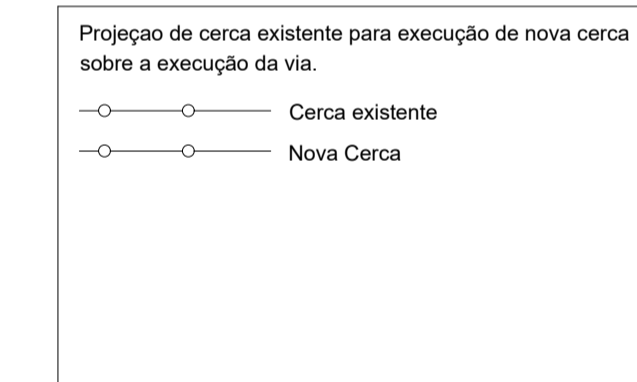 Projeçao de cerca existente para execução de nova cerca
sobre a execução da via.
Cerca existente
Nova Cerca